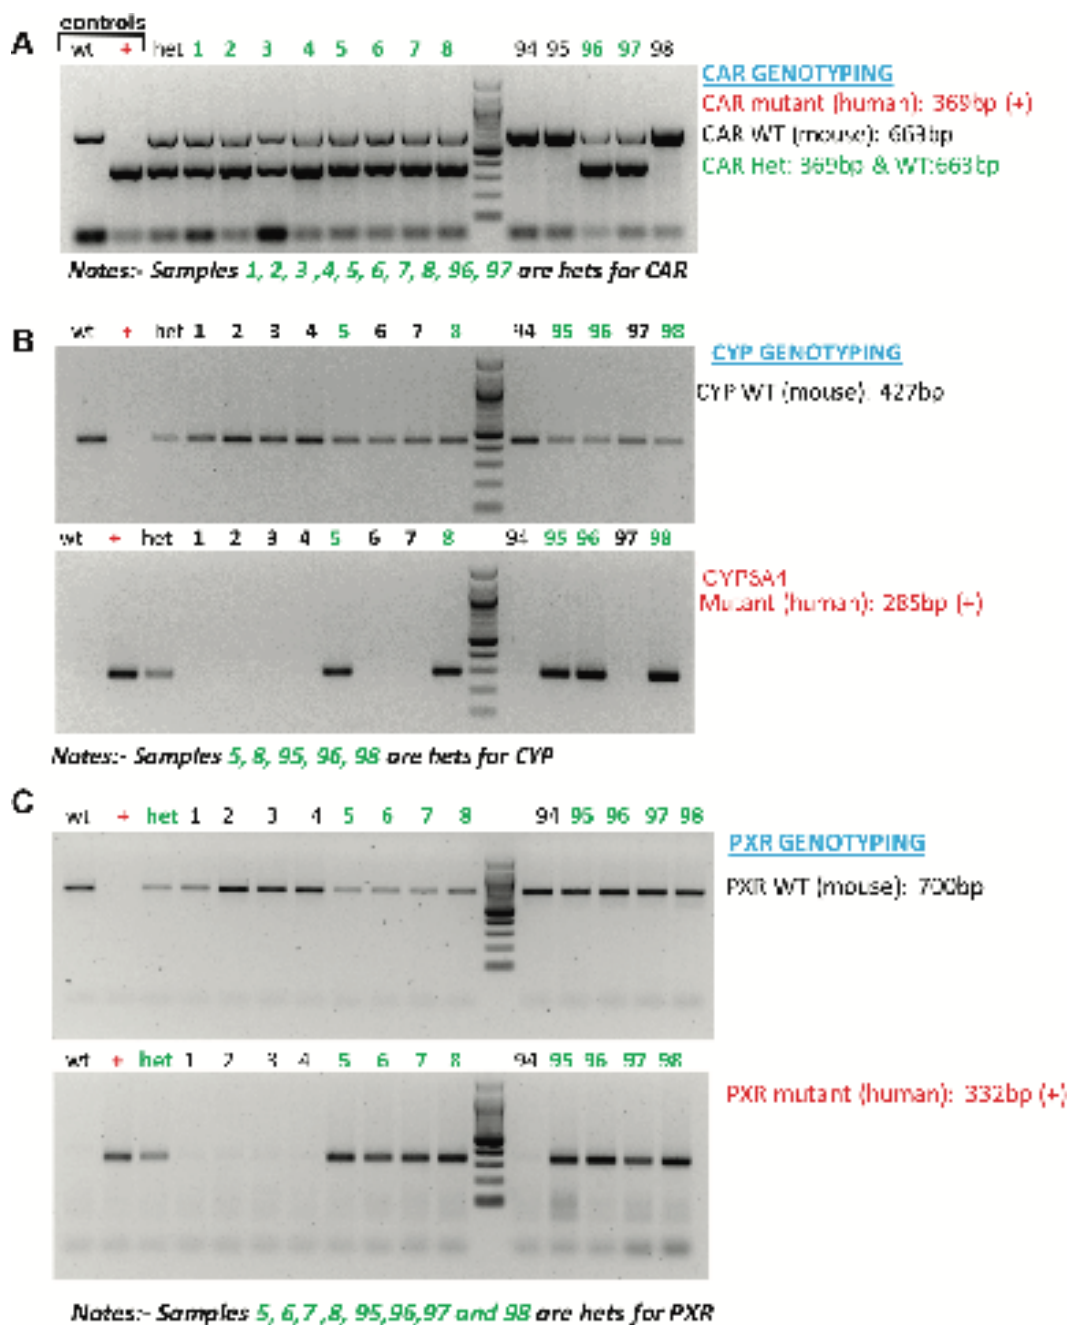 controls
A
wt + het 1 2 3 4 5 6 7 8 94 95 96 97 98
CAR GENOTYPING
CAR mutant (human): 369bp (+)
CAR WT (mouse): 663bp
CAR Het: 369bp & WT:663bp
Notes:- Samples 1, 2, 3 ,4, 5, 6, 7, 8, 96, 97 are hets for CAR
B
wt + het 1 2 3 4 5 6 7 8 94 95 96 97 98
CYP GENOTYPING
CYP WT (mouse): 427bp
wt + het 1 2 3 4 5 6 7 8 94 95 96 97 98
CYP3A4
Mutant (human): 285bp (+)
Notes:- Samples 5, 8, 95, 96, 98 are hets for CYP
C
wt + het 1 2 3 4 5 6 7 8 94 95 96 97 98
PXR GENOTYPING
PXR WT (mouse): 700bp
wt + het 1 2 3 4 5 6 7 8 94 95 96 97 98
PXR mutant (human): 332bp (+)
Notes:- Samples 5, 6,7 ,8, 95,96,97 and 98 are hets for PXR